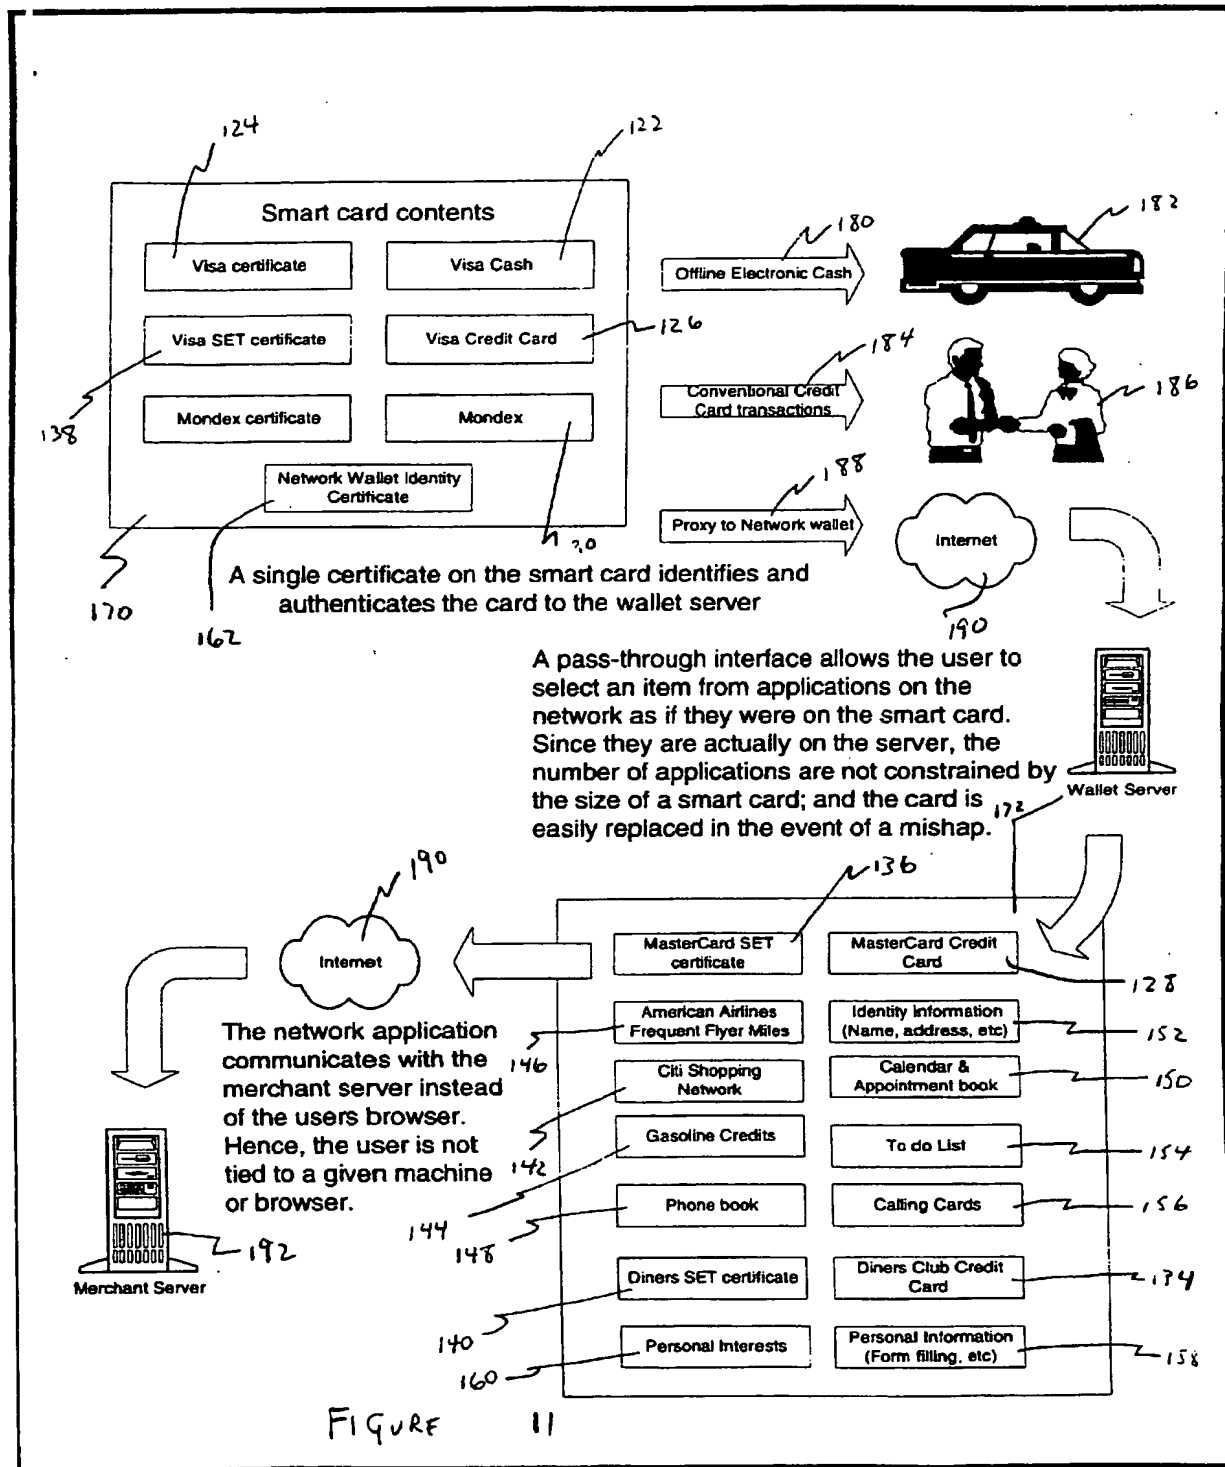 124
122
Smart card contents
Visa certificate
Visa Cash
Visa SET certificate
Visa Credit Card
126
138
Mondex certificate
Mondex
Network Wallet Identity
Certificate
170
162
180
Offline Electronic Cash
182
184
Conventional Credit
Card transactions
186
188
Proxy to Network wallet
Internet
190
A single certificate on the smart card identifies and
authenticates the card to the wallet server
A pass-through interface allows the user to
select an item from applications on the
network as if they were on the smart card.
Since they are actually on the server, the
number of applications are not constrained by
the size of a smart card; and the card is
easily replaced in the event of a mishap.
172
Wallet Server
190
Internet
136
MasterCard SET
certificate
MasterCard Credit
Card
128
American Airlines
Frequent Flyer Miles
146
Identity Information
(Name, address, etc)
152
Citi Shopping
Network
142
Calendar &
Appointment book
150
Gasoline Credits
144
To do List
154
Phone book
148
Calling Cards
156
Diners SET certificate
140
Diners Club Credit
Card
134
Personal Interests
160
Personal Information
(Form filling, etc)
158
The network application
communicates with the
merchant server instead
of the users browser.
Hence, the user is not
tied to a given machine
or browser.
192
Merchant Server
FIGURE 11